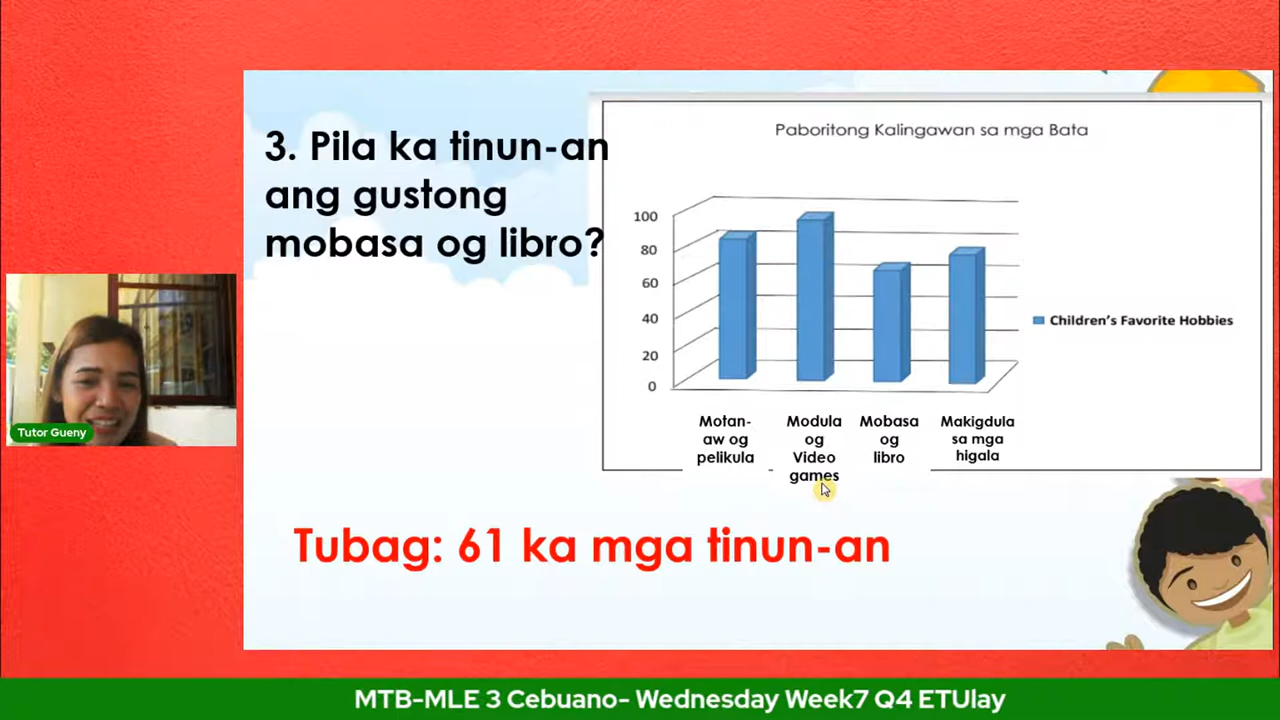 3. Pila ka tinun-an
ang gustong
mobasa og libro?
Paboritong Kalingawan sa mga Bata
100
80
60
40
20
0
Children's Favorite Hobbies
Motan-
aw og
pelikula
Modula
og
Video
games
Mobasa
og
libro
Makigdula
sa mga
higala
Tutor Gueny
Tubag: 61 ka mga tinun-an
MTB-MLE 3 Cebuano- Wednesday Week7 Q4 ETUlay